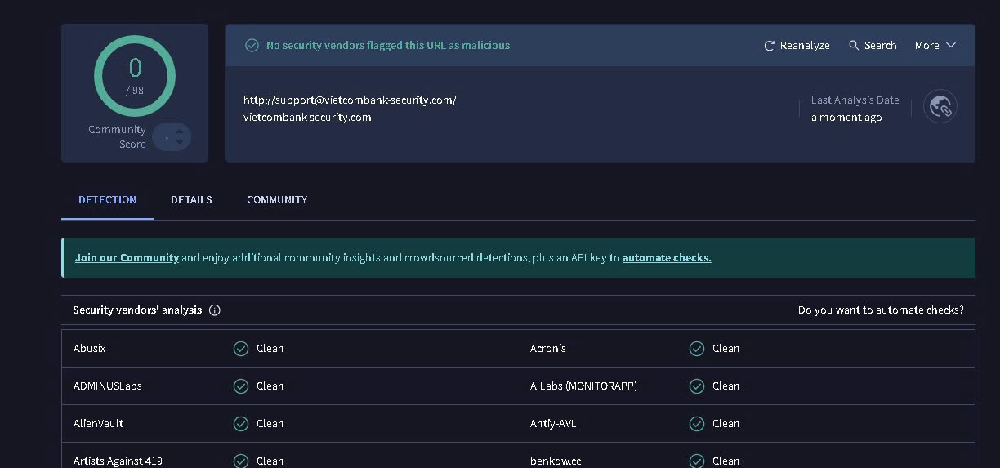 0
/ 98
Community
Score
No security vendors flagged this URL as malicious
Reanalyze
Search
More
http://support@vietcombank-security.com/
vietcombank-security.com
Last Analysis Date
a moment ago
DETECTION DETAILS COMMUNITY
Join our Community and enjoy additional community insights and crowdsourced detections, plus an API key to automate checks.
Security vendors' analysis Do you want to automate checks?
Abusix Clean Acronis Clean
ADMINUSLabs Clean AILabs (MONITORAPP) Clean
AlienVault Clean Antiy-AVL Clean
Artists Against 419 Clean benkow.cc Clean